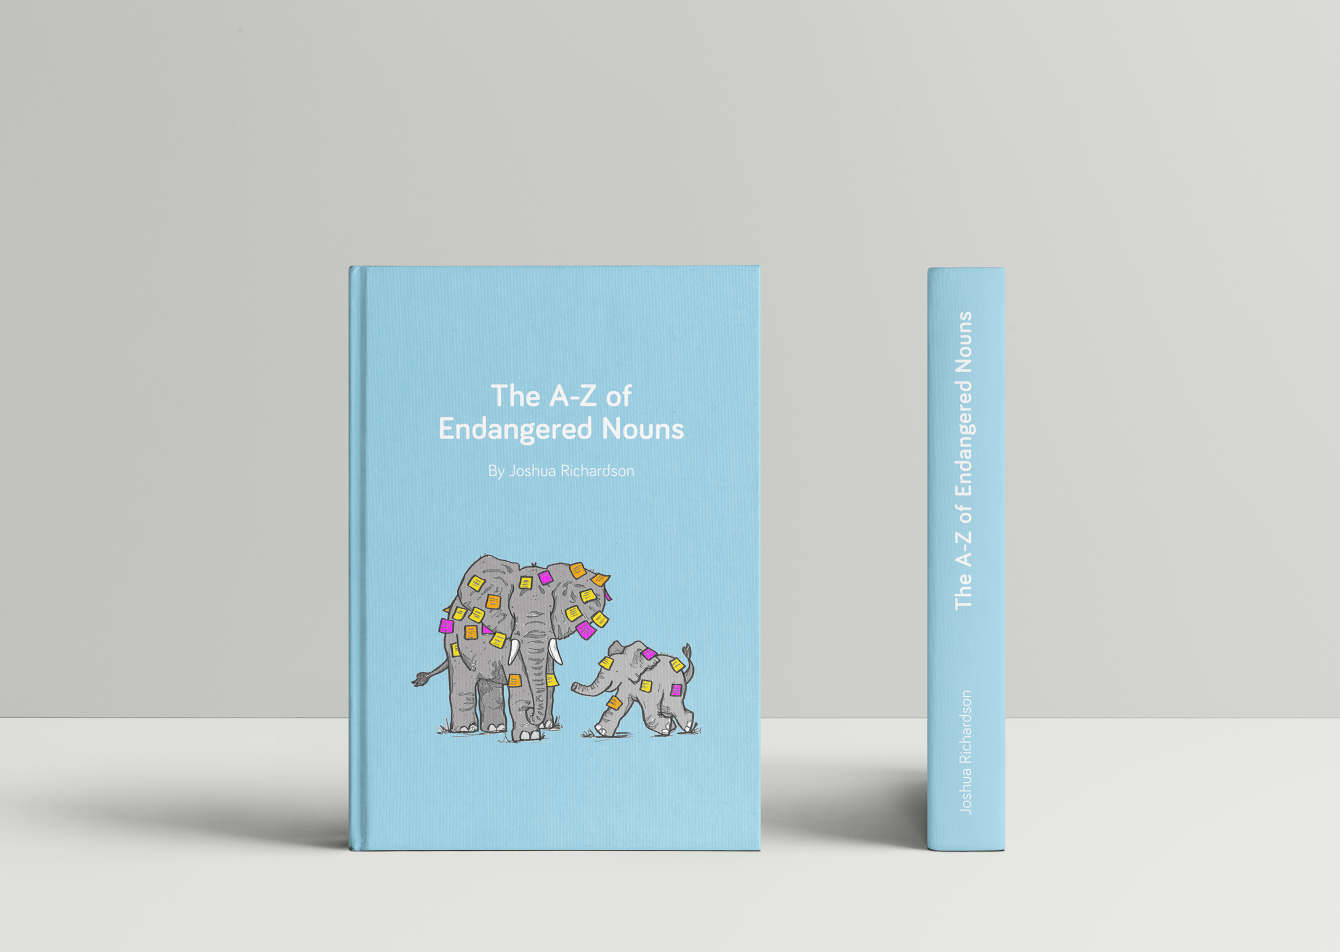 The A-Z of
Endangered Nouns
By Joshua Richardson
The A-Z of Endangered Nouns
Joshua Richardson